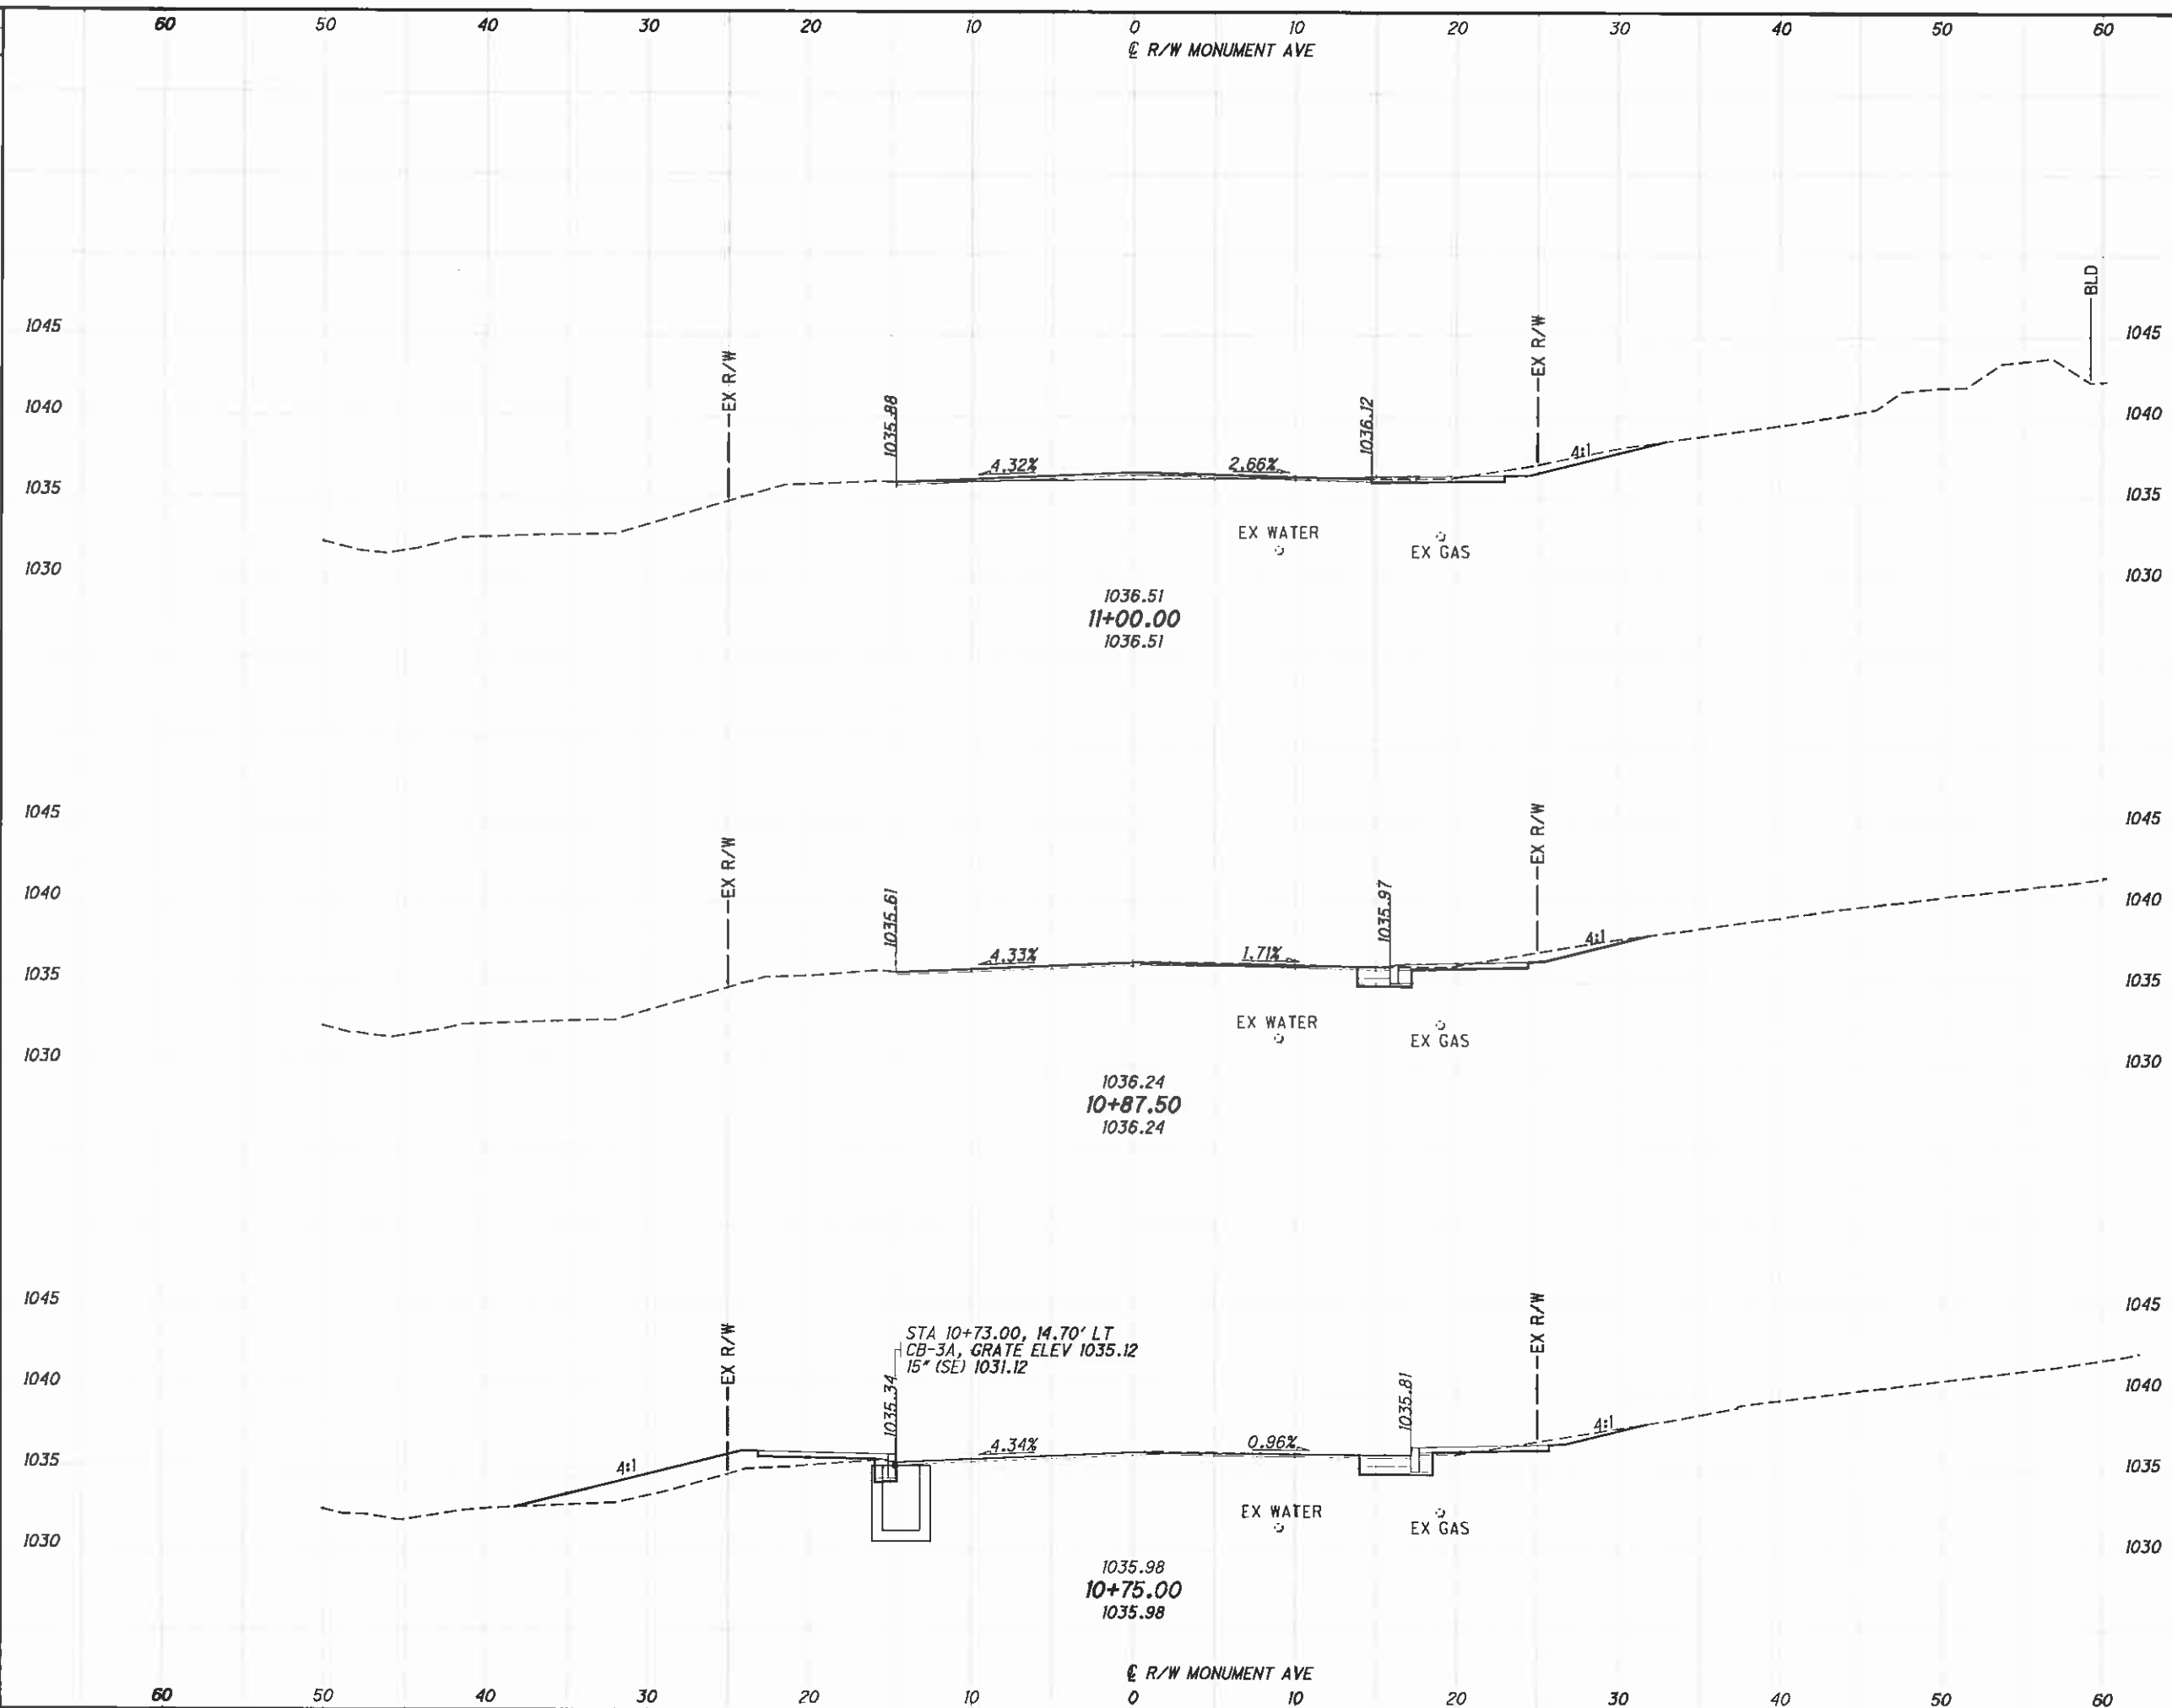 60 50 40 30 20 10 0 10 20 30 40 50 60
℄ R/W MONUMENT AVE
BLD
1045 1045
EX R/W EX R/W
1040 1035.88 1036.12 1040
4.32% 2.66% 4:1
1035 1035
EX WATER EX GAS
1030 1030
1036.51
11+00.00
1036.51
1045 1045
EX R/W EX R/W
1040 1035.61 1035.97 1040
4.33% 1.71% 4:1
1035 1035
EX WATER EX GAS
1030 1030
1036.24
10+87.50
1036.24
1045 1045
EX R/W EX R/W
STA 10+73.00, 14.70' LT
CB-3A, GRATE ELEV 1035.12
15" (SE) 1031.12
1040 1035.34 1035.81 1040
4:1 4.34% 0.96% 4:1
1035 1035
EX WATER EX GAS
1030 1030
1035.98
10+75.00
1035.98
℄ R/W MONUMENT AVE
60 50 40 30 20 10 0 10 20 30 40 50 60